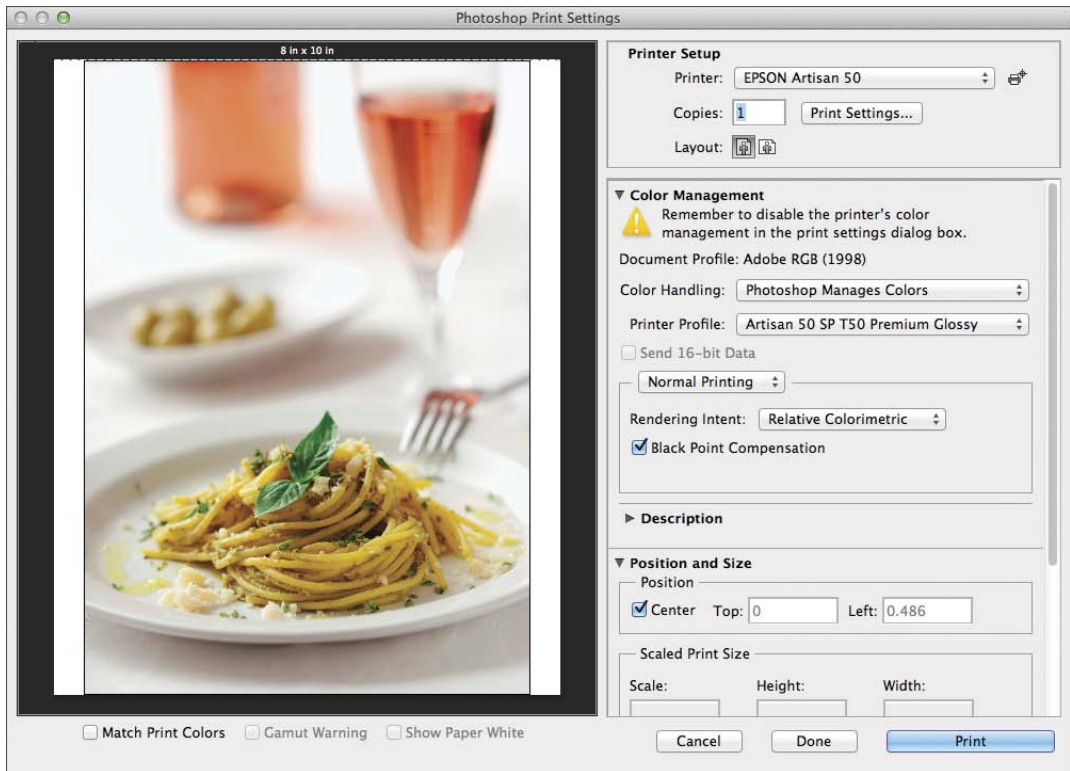 Photoshop Print Settings
8 in x 10 in
Match Print Colors
Gamut Warning
Show Paper White
Printer Setup
Printer: EPSON Artisan 50
Copies: 1 Print Settings...
Layout:
Color Management
Remember to disable the printer's color
management in the print settings dialog box.
Document Profile: Adobe RGB (1998)
Color Handling: Photoshop Manages Colors
Printer Profile: Artisan 50 SP T50 Premium Glossy
Send 16-bit Data
Normal Printing
Rendering Intent: Relative Colorimetric
Black Point Compensation
Description
Position and Size
Position
Center Top: 0 Left: 0.486
Scaled Print Size
Scale: Height: Width:
Cancel Done Print